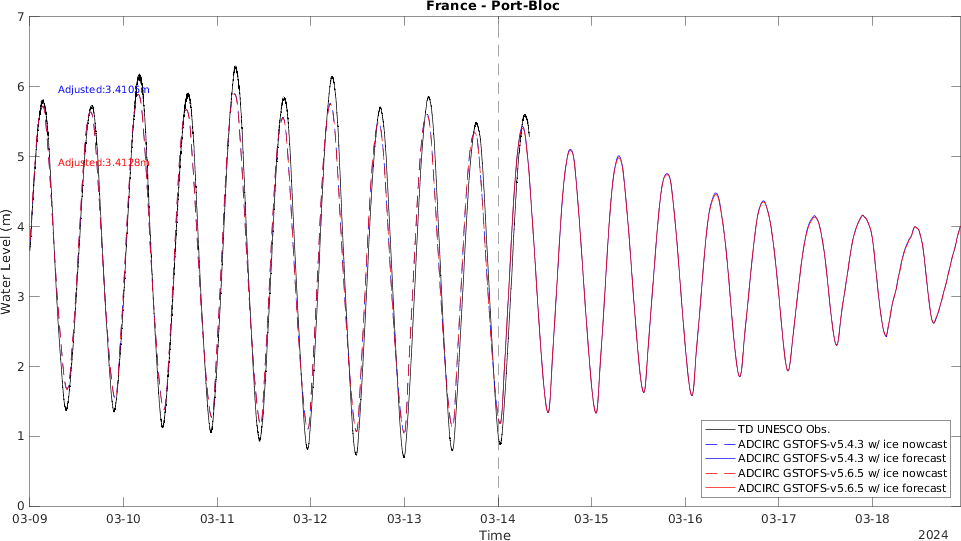 France - Port-Bloc
Water Level (m)
7
6
5
4
3
2
1
0
Adjusted:3.4105m
Adjusted:3.4128m
TD UNESCO Obs.
ADCIRC GSTOFS-v5.4.3 w/ ice nowcast
ADCIRC GSTOFS-v5.4.3 w/ ice forecast
ADCIRC GSTOFS-v5.6.5 w/ ice nowcast
ADCIRC GSTOFS-v5.6.5 w/ ice forecast
03-09 03-10 03-11 03-12 03-13 03-14 03-15 03-16 03-17 03-18
Time
2024